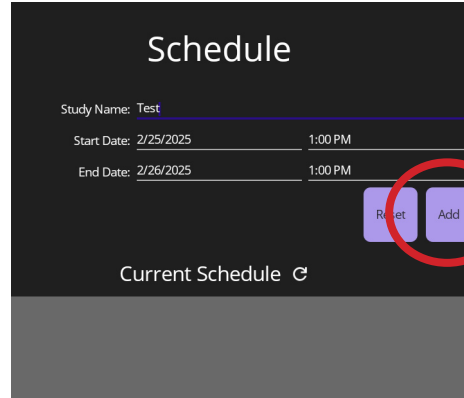 Schedule
Study Name: Test
Start Date: 2/25/2025 1:00 PM
End Date: 2/26/2025 1:00 PM
Reset Add
Current Schedule